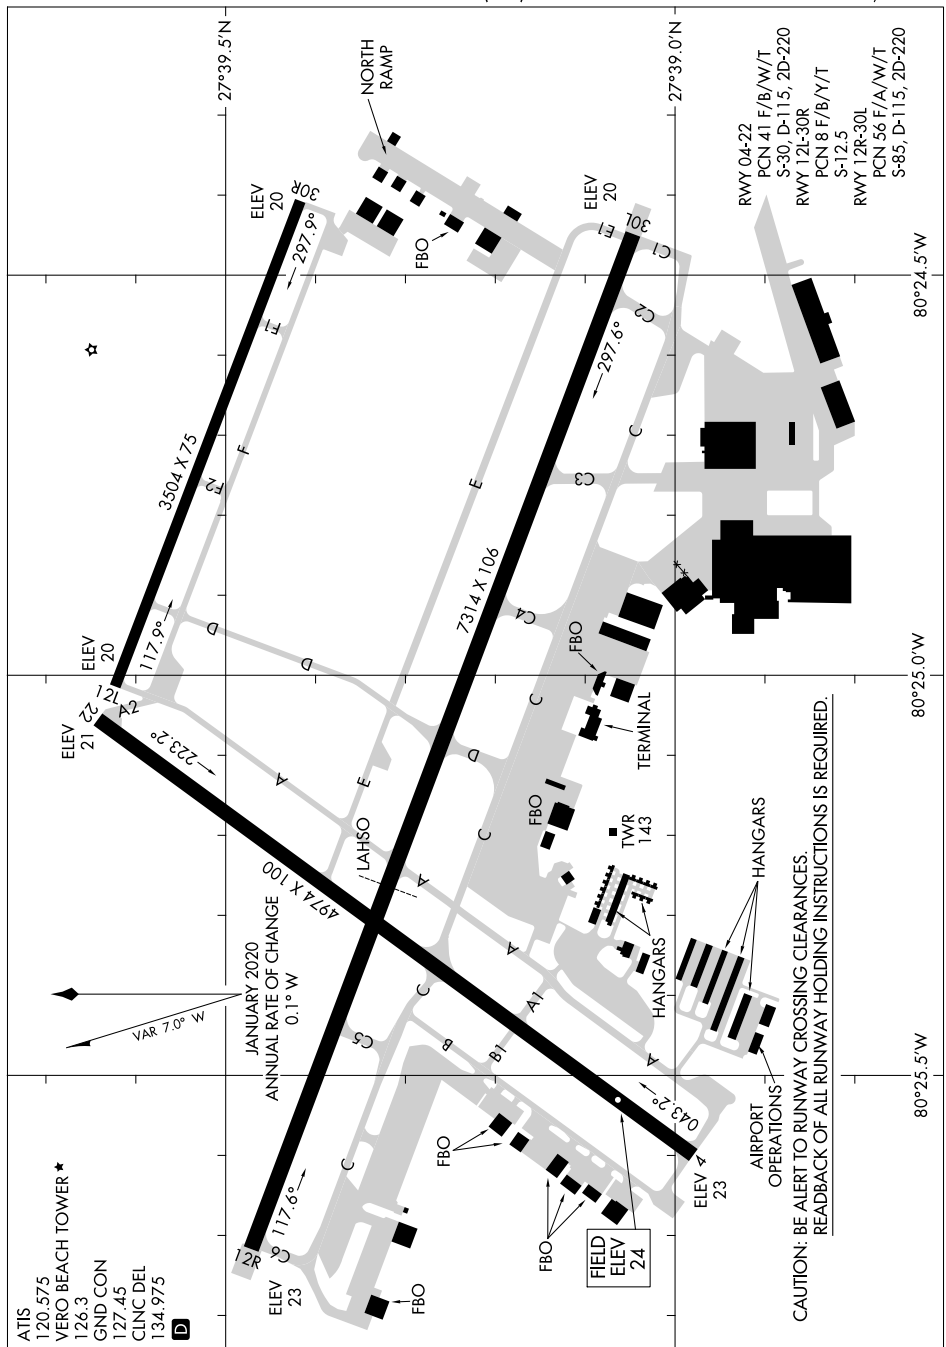 ATIS
120.575
VERO BEACH TOWER
126.3
GND CON
127.45
CLNC DEL
134.975
D
27°39.5'N
27°39.0'N
NORTH
RAMP
RWY 04-22
PCN 41 F/B/W/T
S-30, D-115, 2D-220
RWY 12L-30R
PCN 8 F/B/Y/T
S-12.5
RWY 12R-30L
PCN 56 F/A/W/T
S-85, D-115, 2D-220
ELEV
20
30R
297.9°
FBO
ELEV
20
30L
E1
C1
80°24.5'W
F1
C2
297.6°
3504 X 75
F
F2
E
C
C3
7314 X 106
C4
D
D
117.9°
ELEV
20
12L
A2
22
ELEV
21
223.2°
A
E
LAHSO
A
4974 X 100
D
C
C
FBO
TERMINAL
FBO
TWR
143
80°25.0'W
HANGARS
HANGARS
A
A1
C
B
B1
C5
A
VAR 7.0° W
JANUARY 2020
ANNUAL RATE OF CHANGE
0.1° W
80°25.5'W
043.2°
4
ELEV
23
AIRPORT
OPERATIONS
FBO
FBO
FIELD
ELEV
24
C
117.6°
12R
C6
ELEV
23
FBO
CAUTION: BE ALERT TO RUNWAY CROSSING CLEARANCES.
READBACK OF ALL RUNWAY HOLDING INSTRUCTIONS IS REQUIRED.